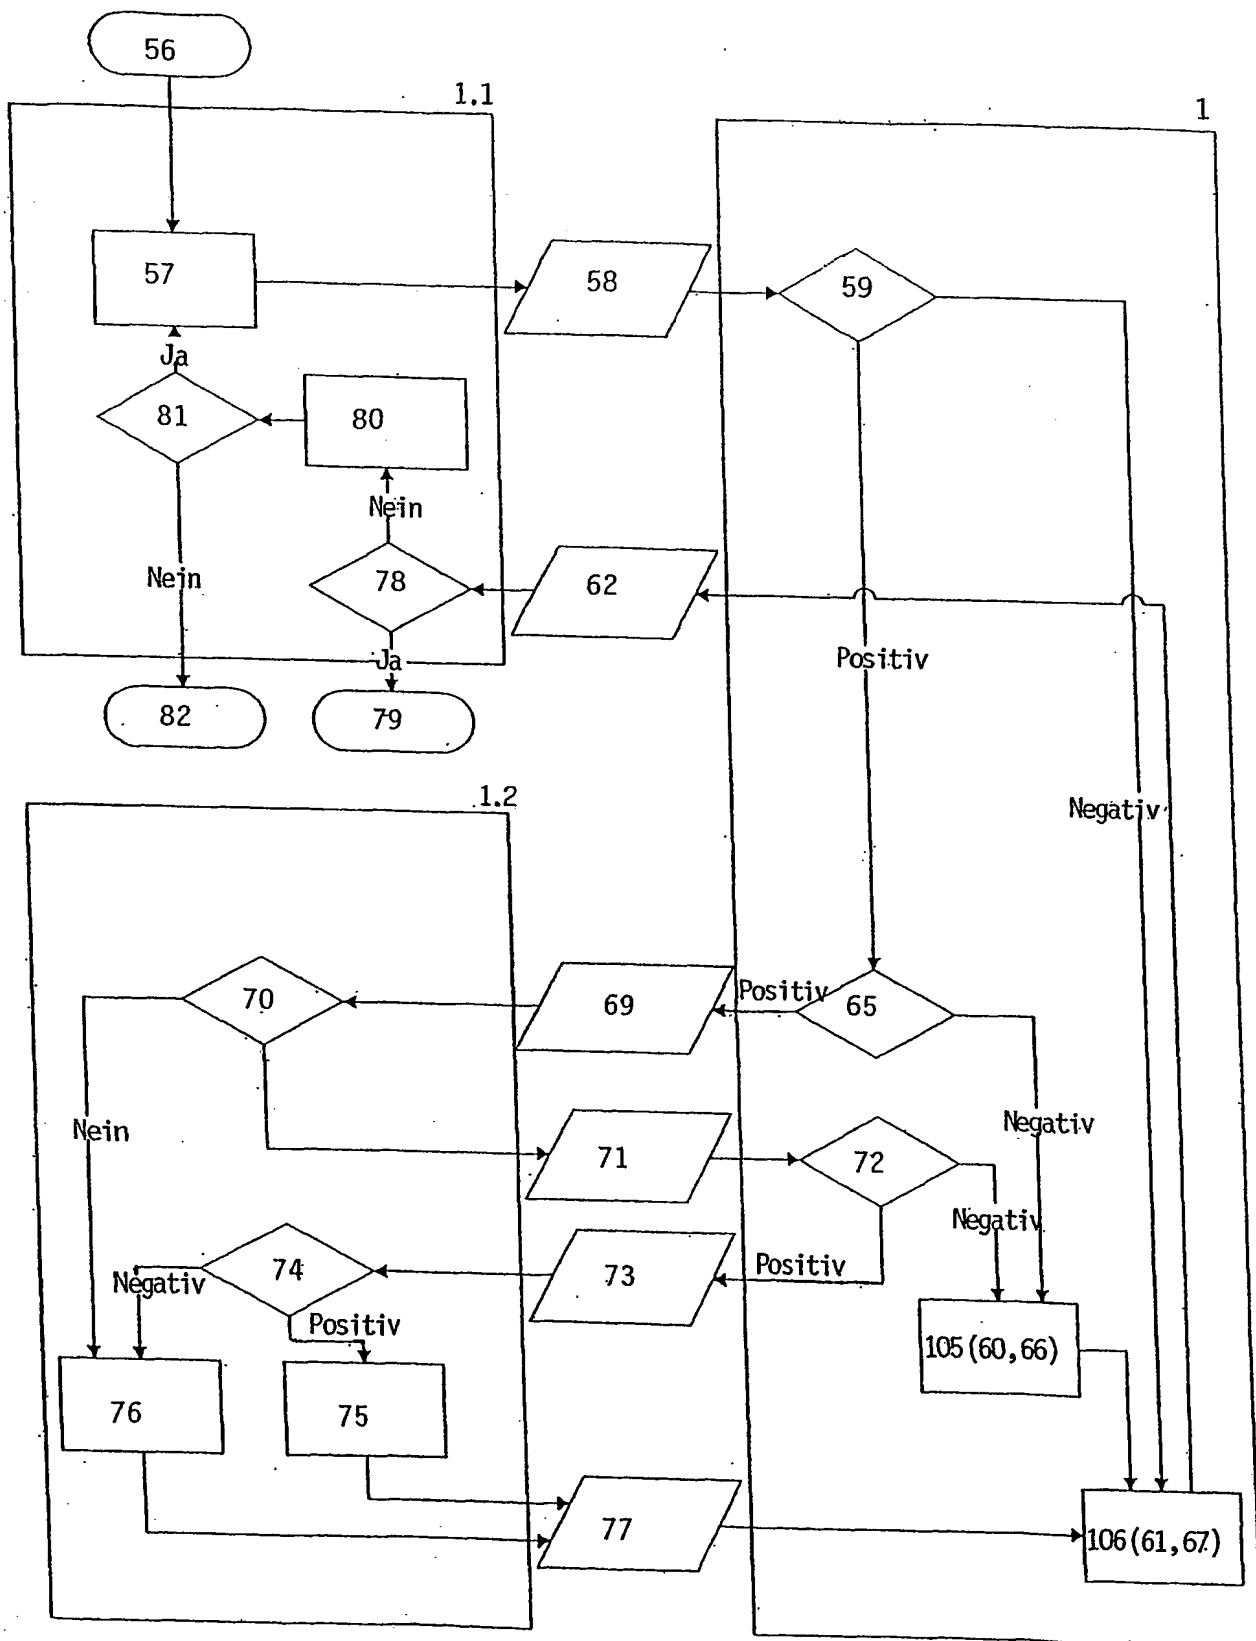 56
1.1
1
57
58
59
Ja
81
80
Nein
78
62
Nein
Positiv
Ja
82
79
1.2
Negativ
70
69
Positiv
65
Nein
71
72
Negativ
Negativ
74
73
Positiv
Negativ
Positiv
105(60,66)
76
75
77
106(61,67)